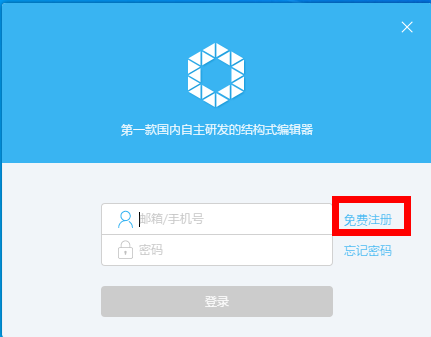 第一款国内自主研发的结构式编辑器
邮箱/手机号
免费注册
密码
忘记密码
登录